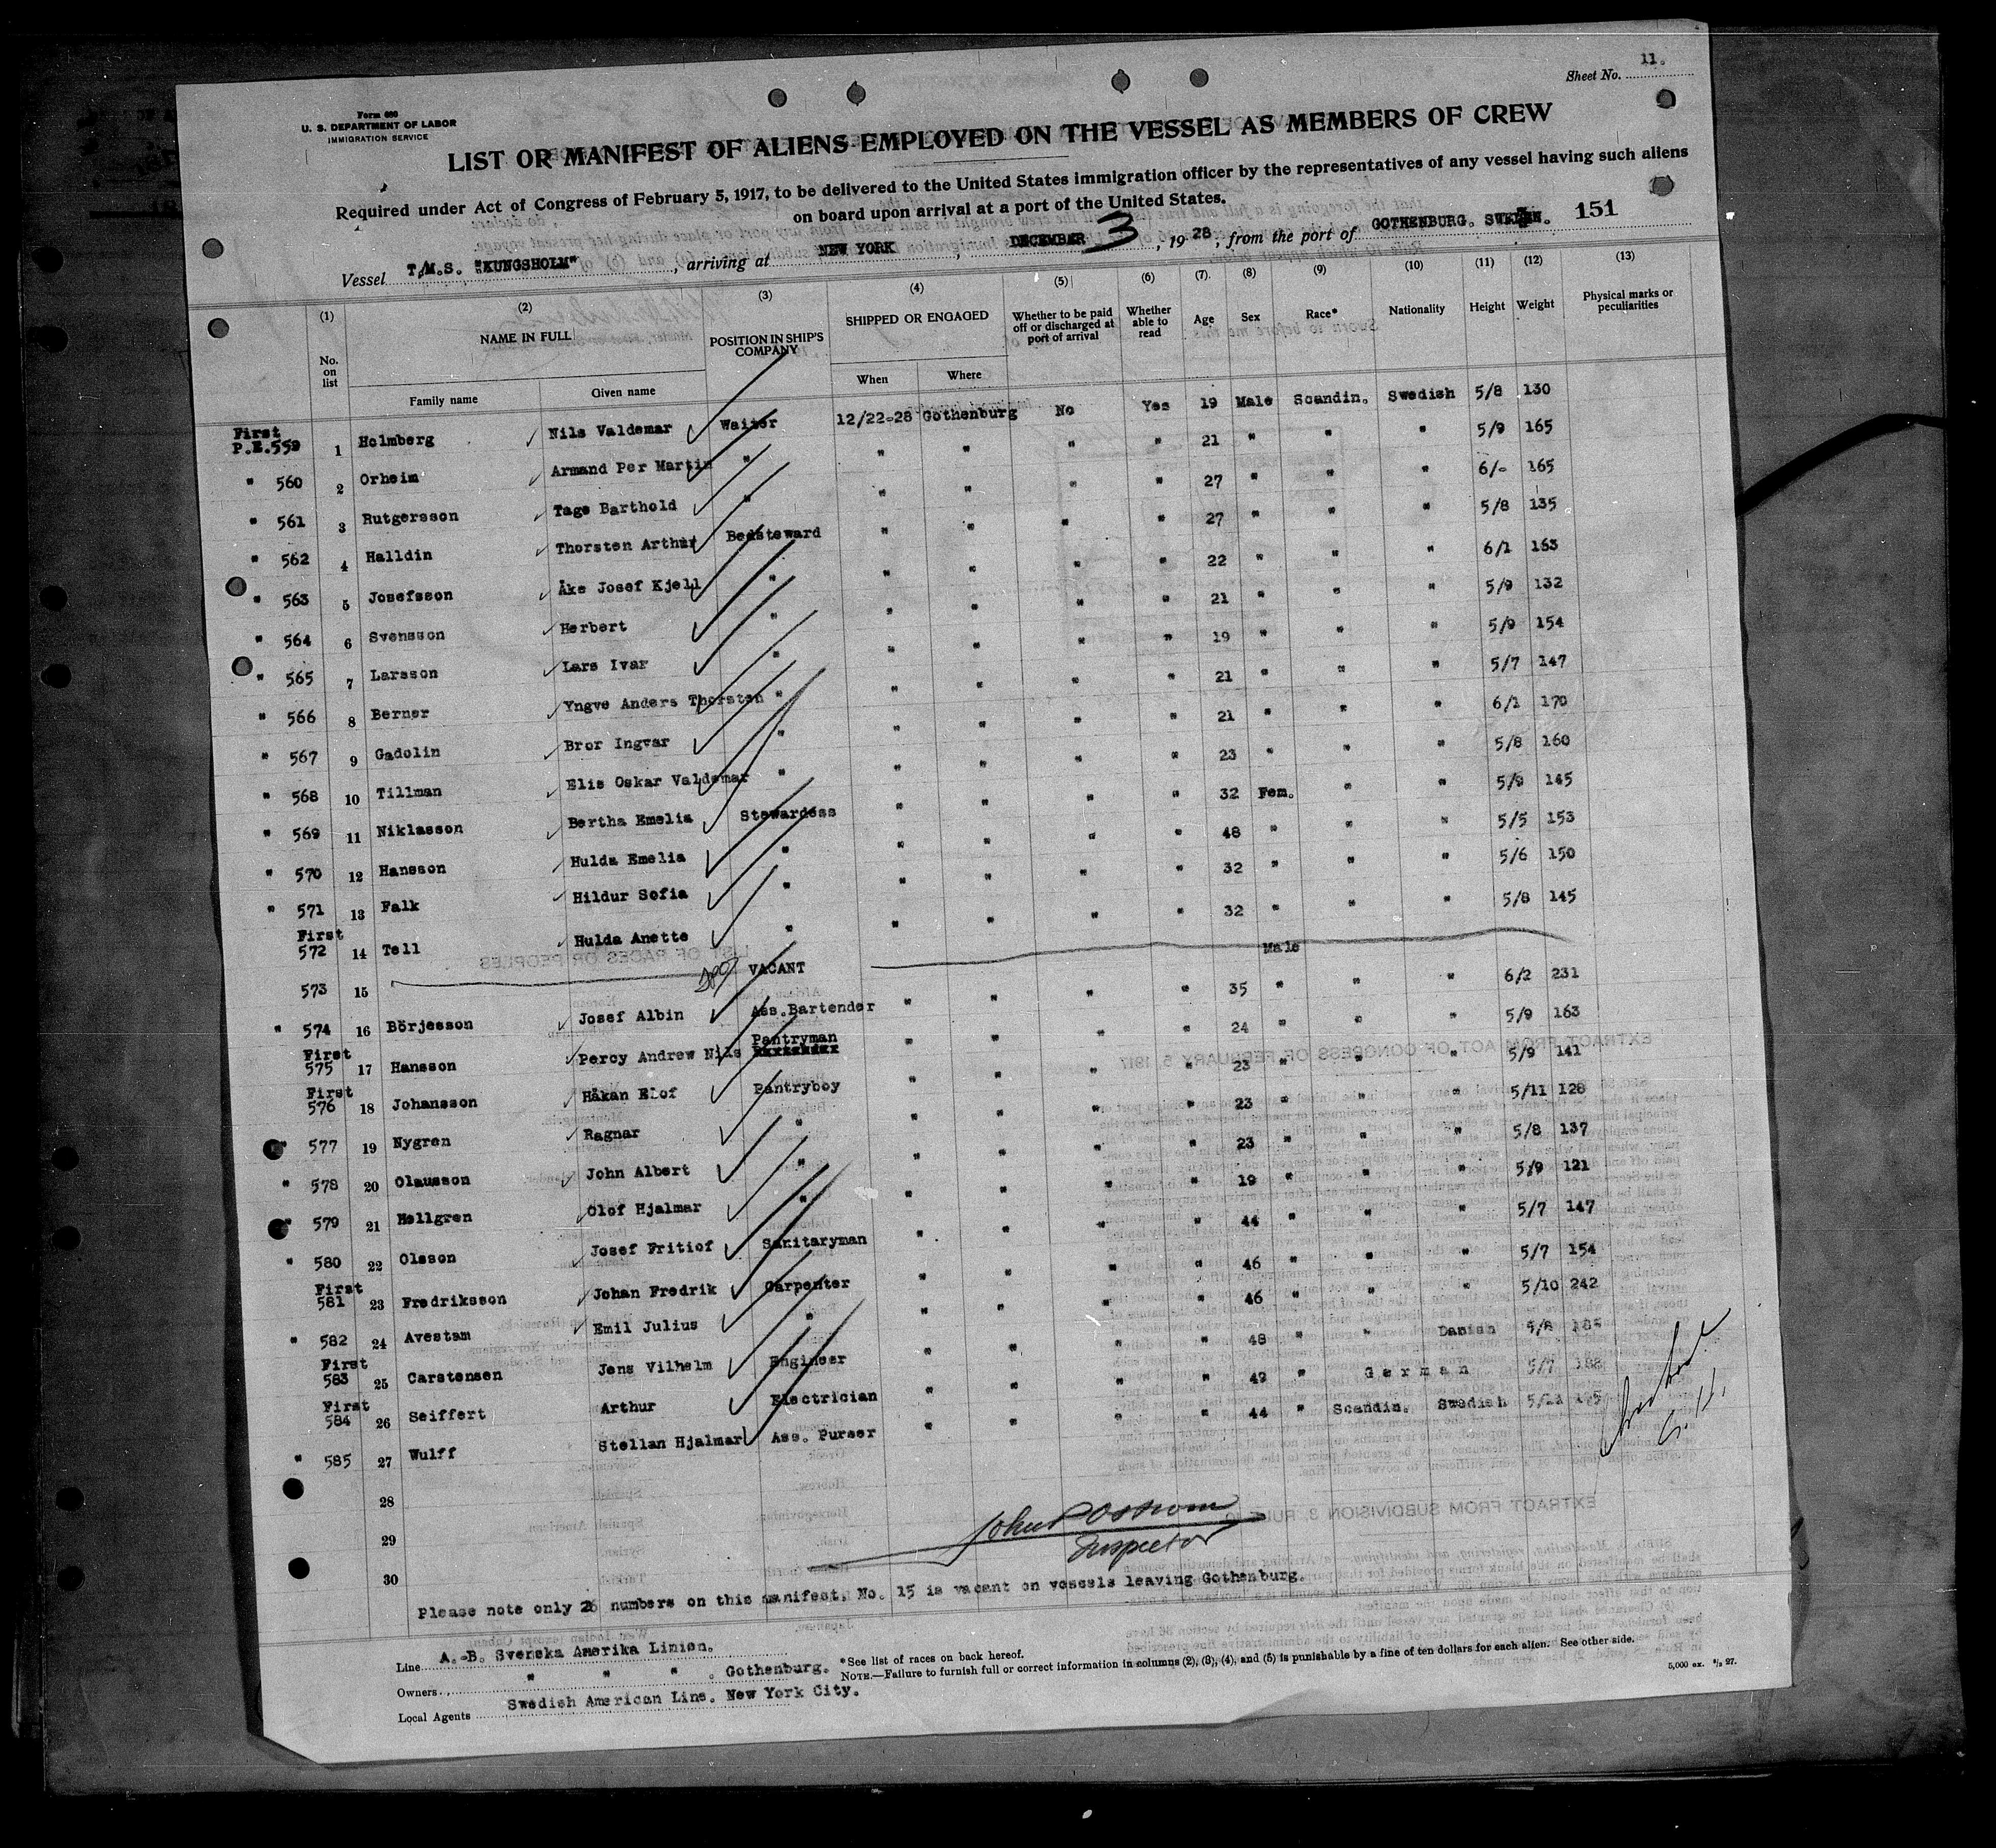 Sheet No. 11.
Form 680
U. S. DEPARTMENT OF LABOR
IMMIGRATION SERVICE
LIST OR MANIFEST OF ALIENS EMPLOYED ON THE VESSEL AS MEMBERS OF CREW
Required under Act of Congress of February 5, 1917, to be delivered to the United States immigration officer by the representatives of any vessel having such aliens
on board upon arrival at a port of the United States.
151
Vessel T.M.S. "KUNGSHOLM", arriving at NEW YORK, DECEMBER 3, 1928, from the port of GOTHENBURG. SWEDEN.
(1) (2) (3) (4) (5) (6) (7) (8) (9) (10) (11) (12) (13)
No. on list NAME IN FULL POSITION IN SHIP'S COMPANY SHIPPED OR ENGAGED Whether to be paid off or discharged at port of arrival Whether able to read Age Sex Race* Nationality Height Weight Physical marks or peculiarities
Family name Given name When Where
First P.E. 559 1 Holmberg Nils Valdemar Waiter 12/22-28 Gothenburg No Yes 19 Male Scandin. Swedish 5/8 130
" 560 2 Orheim Armand Per Martin " " " " " 21 " " " 5/9 165
" 561 3 Rutgersson Tage Barthold " " " " " 27 " " " 6/- 165
" 562 4 Halldin Thorsten Arthur Bedsteward " " " " 27 " " " 5/8 135
" 563 5 Josefsson Åke Josef Kjell " " " " " 22 " " " 6/1 163
" 564 6 Svensson Herbert " " " " " 21 " " " 5/9 132
" 565 7 Larsson Lars Ivar " " " " " 19 " " " 5/9 154
" 566 8 Berner Yngve Anders Thorsten " " " " " 21 " " " 5/7 147
" 567 9 Gadolin Bror Ingvar " " " " " 21 " " " 6/1 170
" 568 10 Tillman Elis Oskar Valdemar " " " " " 23 " " " 5/8 160
" 569 11 Niklasson Bertha Emelia Stewardess " " " " 32 Fem. " " 5/9 145
" 570 12 Hansson Hulda Emelia " " " " " 48 " " " 5/5 153
" 571 13 Falk Hildur Sofia " " " " " 32 " " " 5/6 150
First 572 14 Tell Hulda Anette " " " " " 32 " " " 5/8 145
573 15 VACANT Male
" 574 16 Börjesson Josef Albin Ass.Bartender " " " " 35 " " " 6/2 231
First 575 17 Hansson Percy Andrew Nils Pantryman " " " " 24 " " " 5/9 163
First 576 18 Johansson Håkan Elof Pantryboy " " " " 23 " " " 5/9 141
" 577 19 Nygren Ragnar " " " " " 23 " " " 5/11 128
" 578 20 Olausson John Albert " " " " " 23 " " " 5/8 137
" 579 21 Hellgren Olof Hjalmar " " " " " 19 " " " 5/9 121
" 580 22 Olsson Josef Fritiof Sanitaryman " " " " 44 " " " 5/7 147
First 581 23 Fredriksson Johan Fredrik Carpenter " " " " 46 " " " 5/7 154
" 582 24 Avestam Emil Julius " " " " " 46 " " " 5/10 242
First 583 25 Carstensen Jens Vilhelm Engineer " " " " 48 " " Danish 5/8 185
First 584 26 Seiffert Arthur Electrician " " " " 49 " German 5/7 188
" 585 27 Wulff Stellan Hjalmar Ass. Purser " " " " 44 " Scandin. Swedish
28
29
30
John P Ostrom
Inspector
Please note only 26 numbers on this manifest, No. 15 is vacant on vessels leaving Gothenburg.
Line A.-B. Svenska Amerika Linien.
Owners " " " . Gothenburg.
Local Agents Swedish American Line. New York City.
*See list of races on back hereof.
NOTE.—Failure to furnish full or correct information in columns (2), (3), (4), and (5) is punishable by a fine of ten dollars for each alien. See other side.